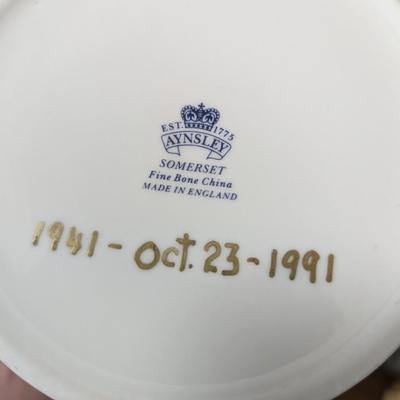 EST. 1775
AYNSLEY
SOMERSET
Fine Bone China
MADE IN ENGLAND
1941 - Oct. 23 - 1991